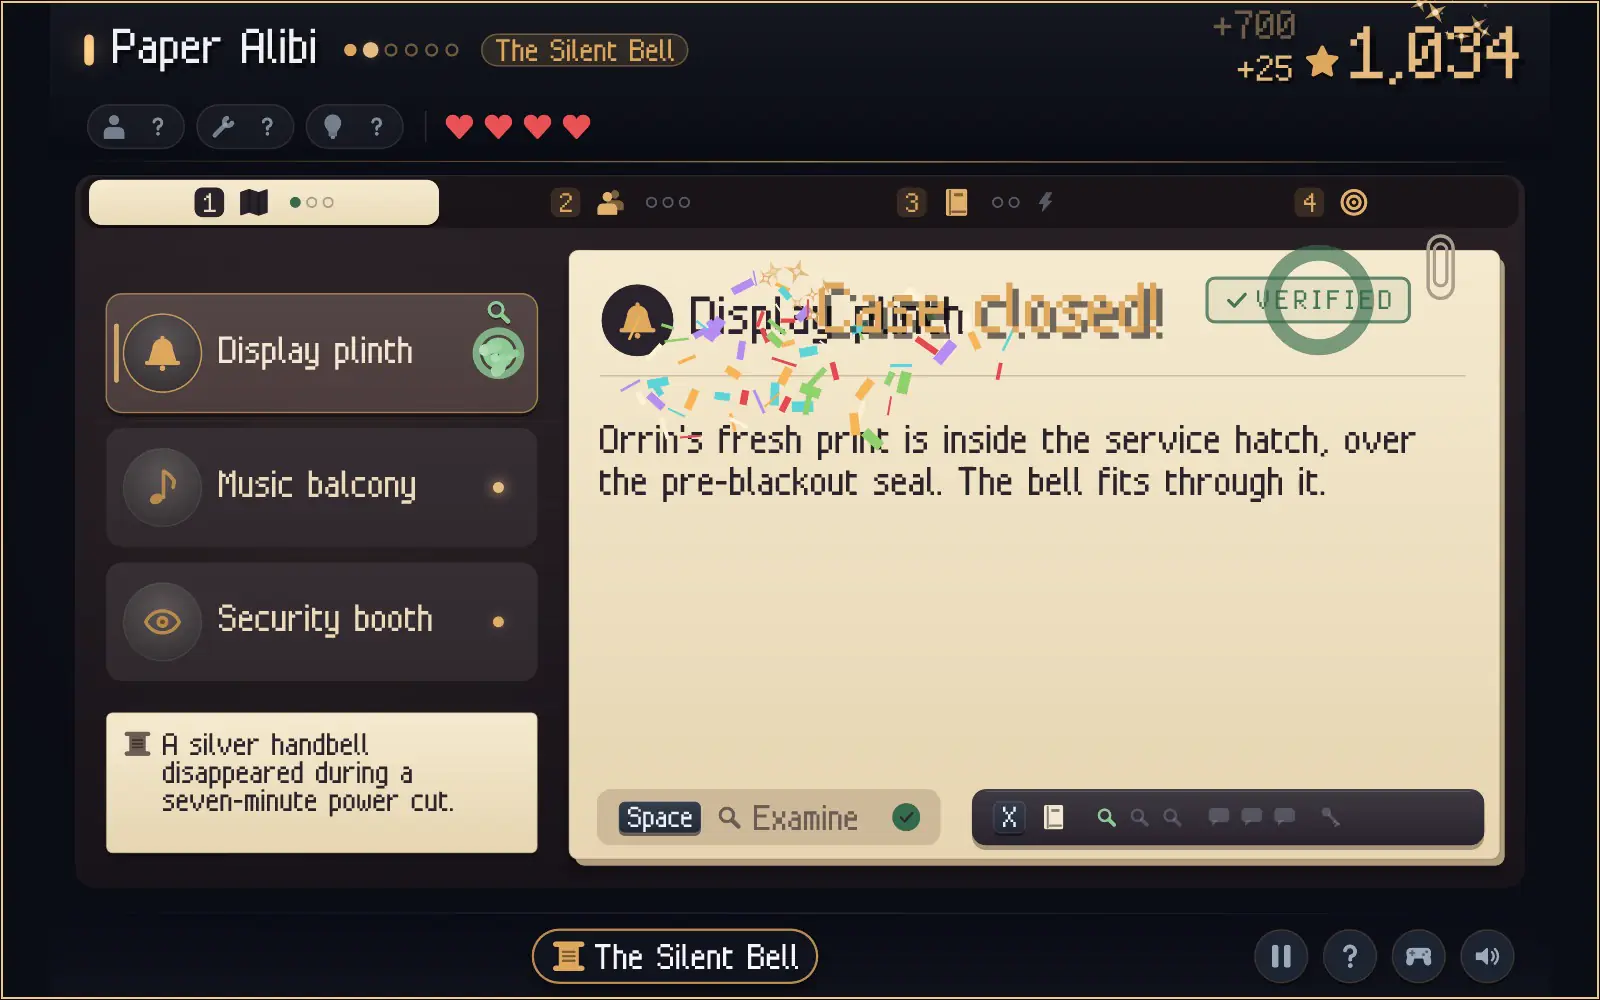 Paper Alibi
The Silent Bell
+700
+25
1,034
?
?
?
1
2
3
4
Display plinth
Music balcony
Security booth
A silver handbell
disappeared during a
seven-minute power cut.
Display plinth
Case closed!
VERIFIED
Orrin's fresh print is inside the service hatch, over
the pre-blackout seal. The bell fits through it.
Space
Examine
X
The Silent Bell
?